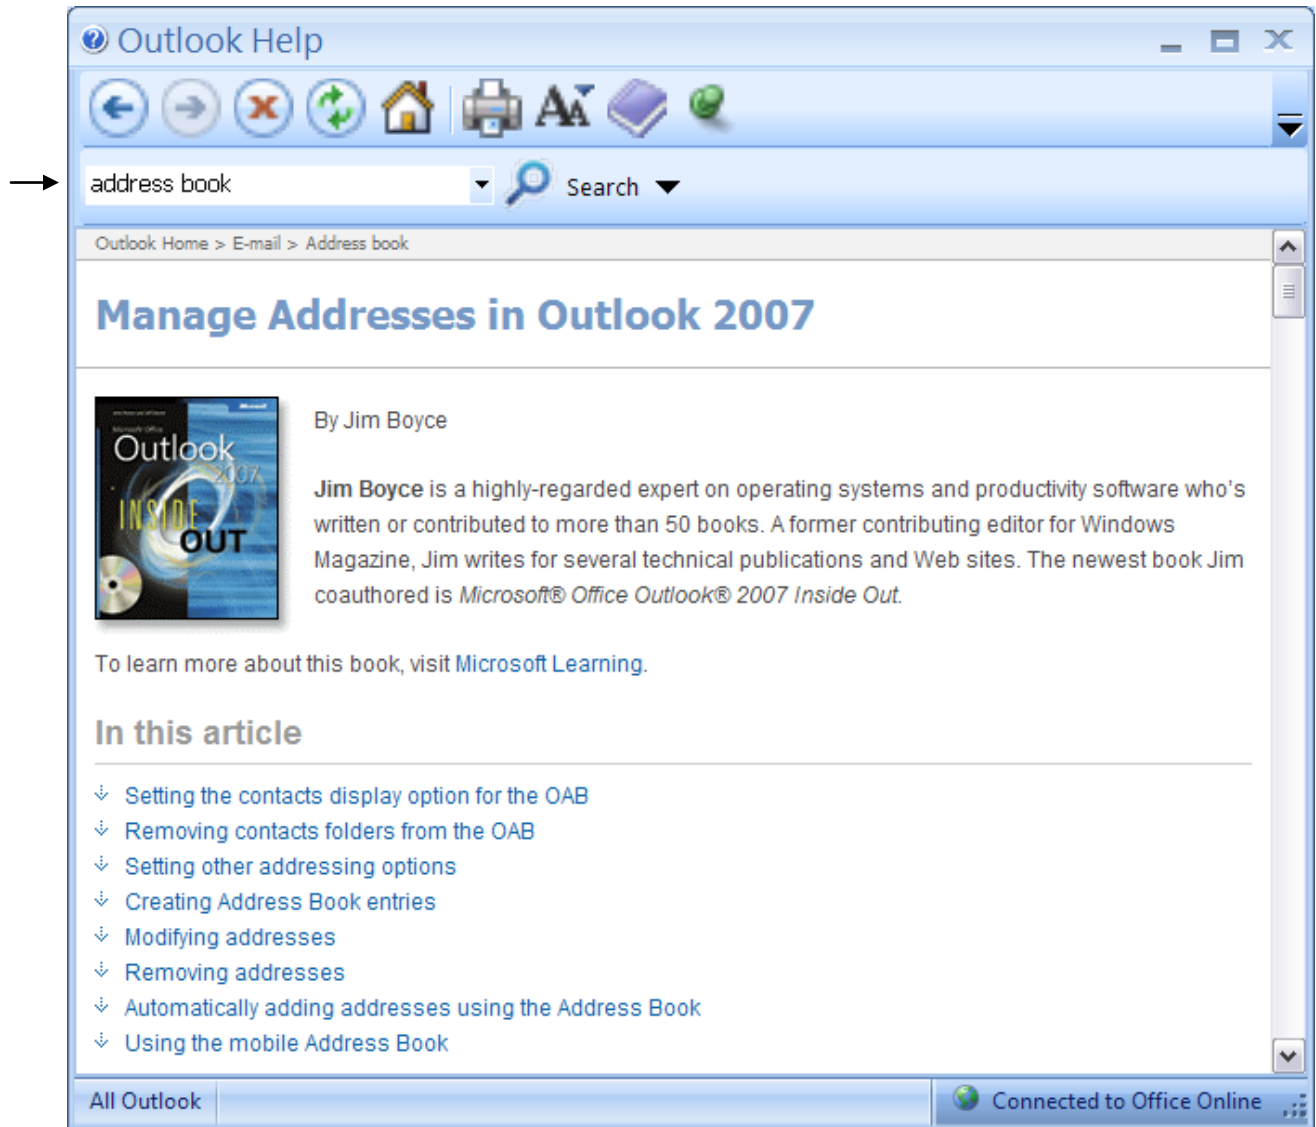 Outlook Help
address book
Search
Outlook Home > E-mail > Address book
Manage Addresses in Outlook 2007
Microsoft Office
Outlook
2007
INSIDE
OUT
By Jim Boyce
Jim Boyce is a highly-regarded expert on operating systems and productivity software who's
written or contributed to more than 50 books. A former contributing editor for Windows
Magazine, Jim writes for several technical publications and Web sites. The newest book Jim
coauthored is Microsoft® Office Outlook® 2007 Inside Out.
To learn more about this book, visit Microsoft Learning.
In this article
Setting the contacts display option for the OAB
Removing contacts folders from the OAB
Setting other addressing options
Creating Address Book entries
Modifying addresses
Removing addresses
Automatically adding addresses using the Address Book
Using the mobile Address Book
All Outlook
Connected to Office Online